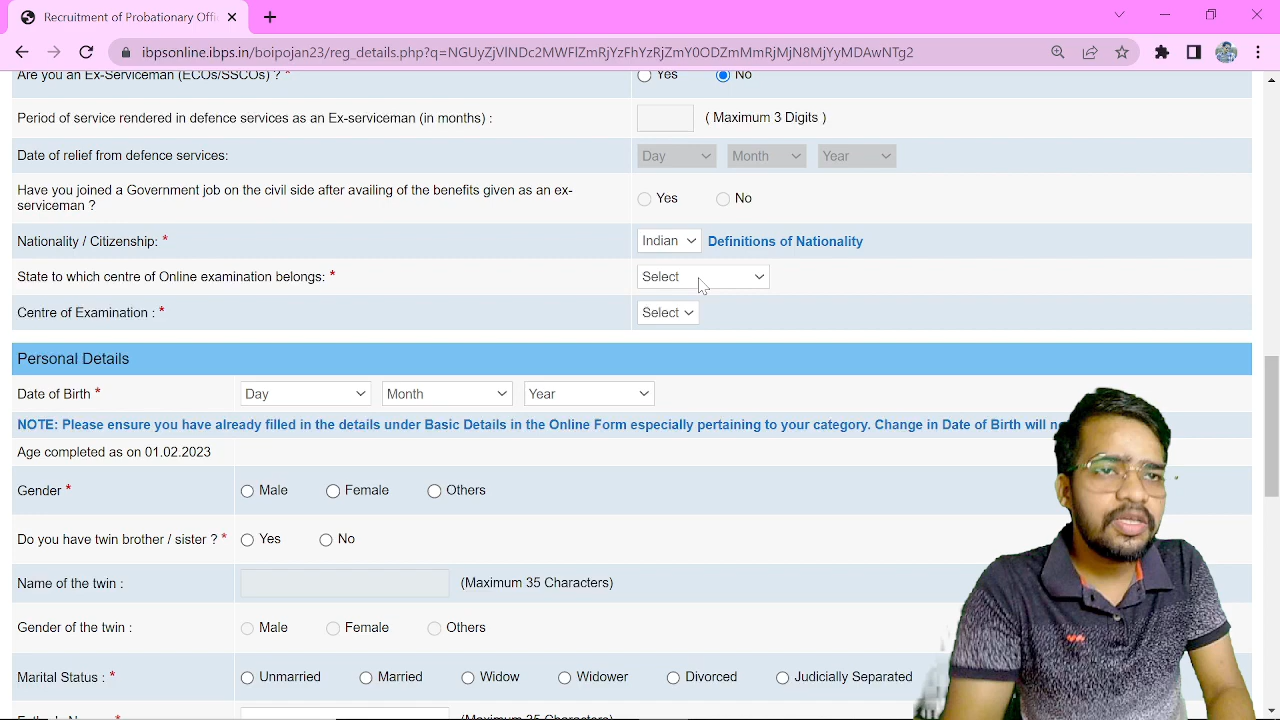 Recruitment of Probationary Offi
ibpsonline.ibps.in/boipojan23/reg_details.php?q=NGUyZjVlNDc2MWFlZmRjYzFhYzRjZmY0ODZmMmRjMjN8MjYyMDAwNTg2
Are you an Ex-Serviceman (ECOs/SSCOs) ? * Yes No
Period of service rendered in defence services as an Ex-serviceman (in months) : ( Maximum 3 Digits )
Date of relief from defence services: Day Month Year
Have you joined a Government job on the civil side after availing of the benefits given as an ex-
serviceman ? Yes No
Nationality / Citizenship: * Indian Definitions of Nationality
State to which centre of Online examination belongs: * Select
Centre of Examination : * Select
Personal Details
Date of Birth * Day Month Year
NOTE: Please ensure you have already filled in the details under Basic Details in the Online Form especially pertaining to your category. Change in Date of Birth will
Age completed as on 01.02.2023
Gender * Male Female Others
Do you have twin brother / sister ? * Yes No
Name of the twin : (Maximum 35 Characters)
Gender of the twin : Male Female Others
Marital Status : * Unmarried Married Widow Widower Divorced Judicially Separated
Father's Name * (Maximum 35 Characters)